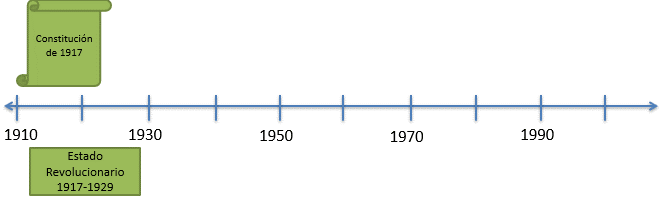 Constitución
de 1917
1910 1930 1950 1970 1990
Estado
Revolucionario
1917-1929